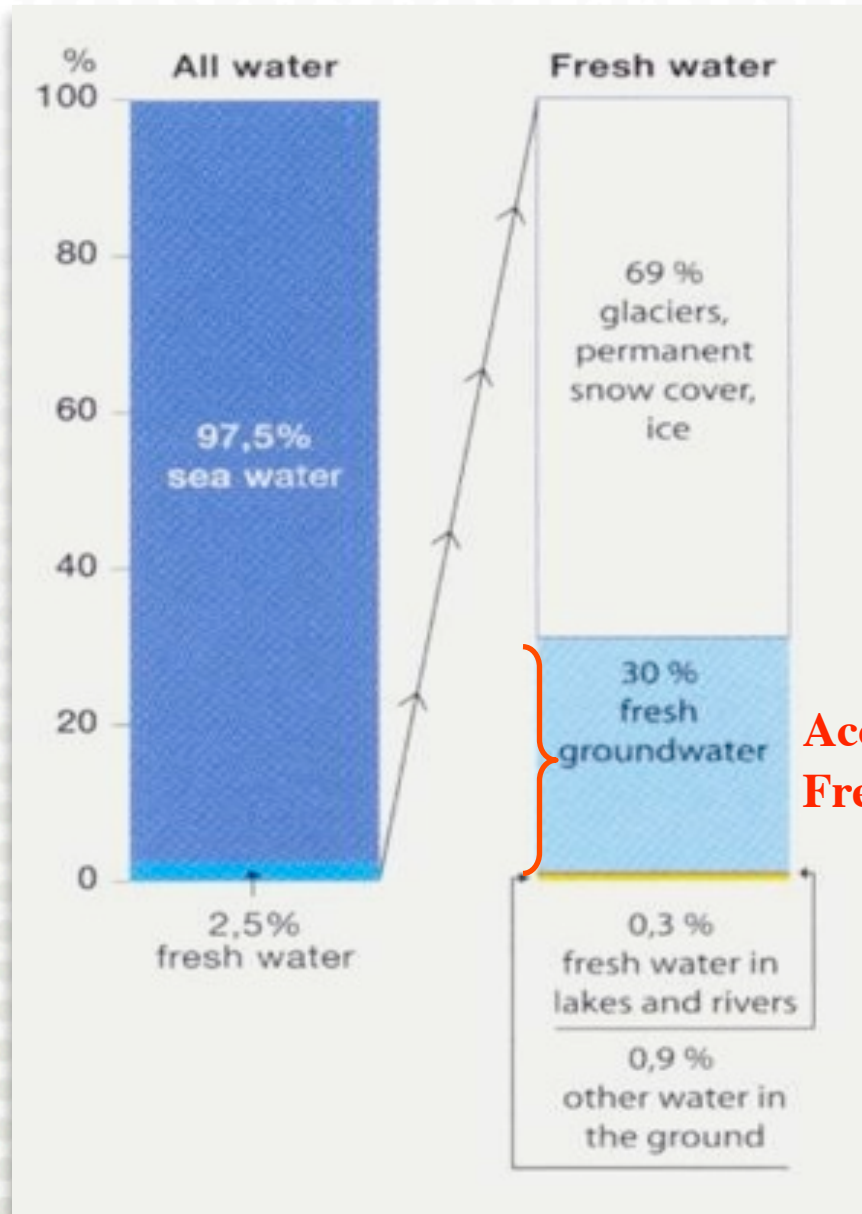 %
All water
Fresh water
100
80
60
40
20
0
97,5%
sea water
2,5%
fresh water
69 %
glaciers,
permanent
snow cover,
ice
30 %
fresh
groundwater
0,3 %
fresh water in
lakes and rivers
0,9 %
other water in
the ground